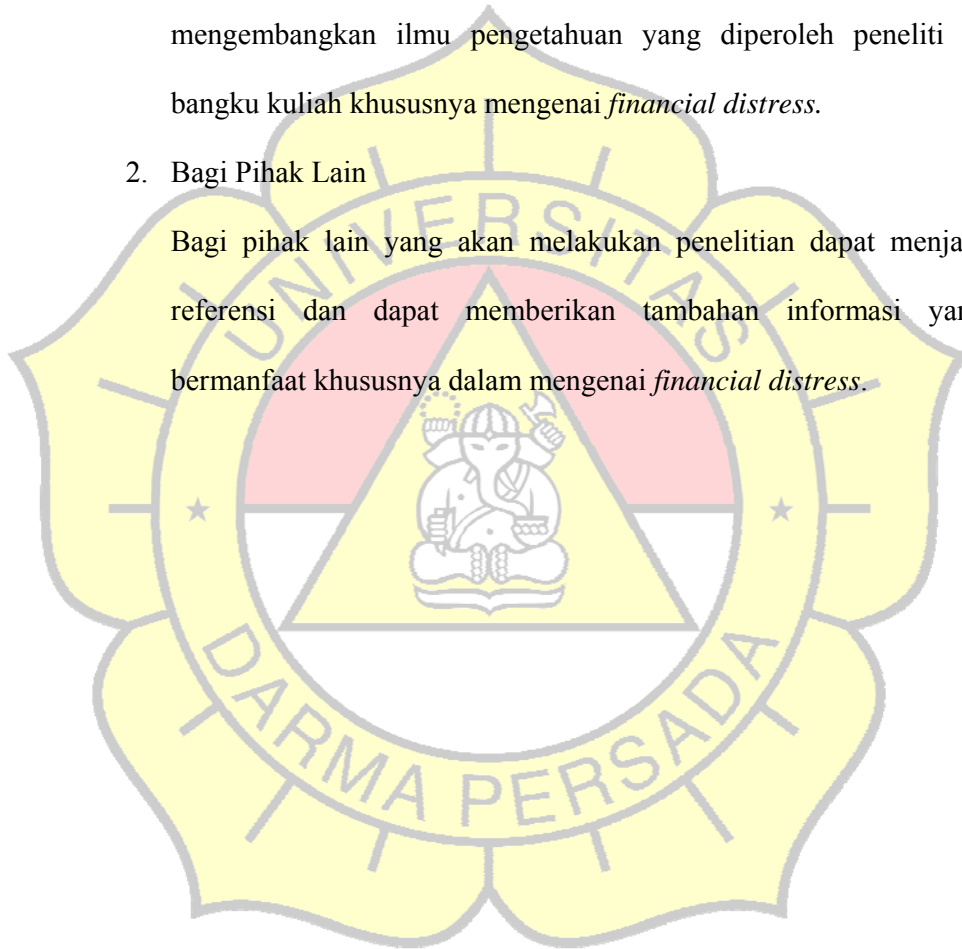 mengembangkan ilmu pengetahuan yang diperoleh peneliti
bangku kuliah khususnya mengenai financial distress.
2. Bagi Pihak Lain
Bagi pihak lain yang akan melakukan penelitian dapat menja
referensi dan dapat memberikan tambahan informasi yan
bermanfaat khususnya dalam mengenai financial distress.
UNIVERSITAS
DARMA PERSADA